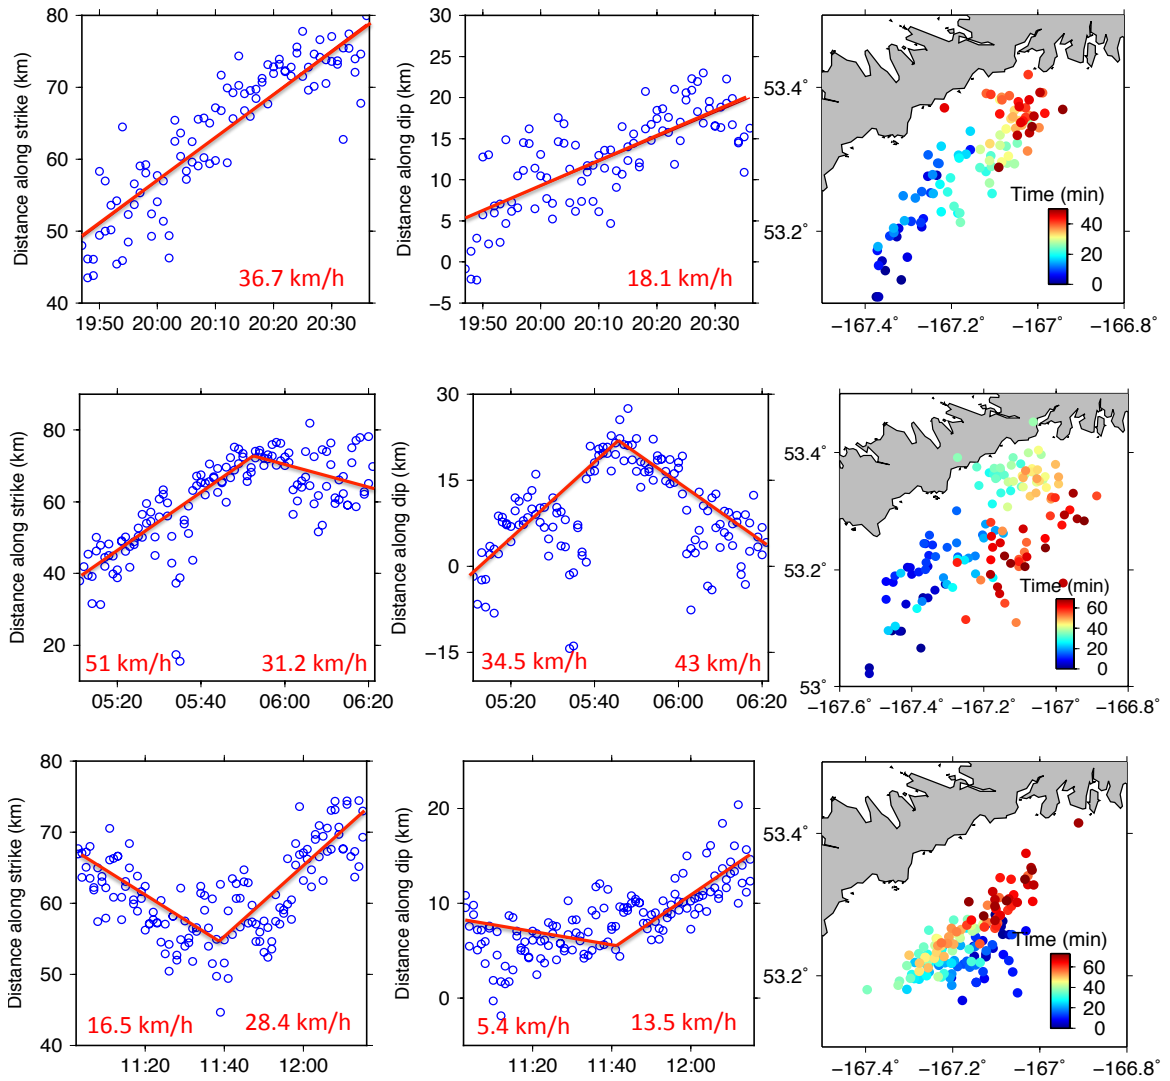 80
70
60
50
40
Distance along strike (km)
36.7 km/h
19:50 20:00 20:10 20:20 20:30
30
25
20
15
10
5
0
−5
Distance along dip (km)
18.1 km/h
19:50 20:00 20:10 20:20 20:30
53.4˚
53.2˚
Time (min)
40
20
0
−167.4˚ −167.2˚ −167˚ −166.8˚
80
60
40
20
Distance along strike (km)
51 km/h 31.2 km/h
05:20 05:40 06:00 06:20
30
15
0
−15
Distance along dip (km)
34.5 km/h 43 km/h
05:20 05:40 06:00 06:20
53.4˚
53.2˚
53˚
Time (min)
60
40
20
0
−167.6˚ −167.4˚ −167.2˚ −167˚ −166.8˚
80
70
60
50
40
Distance along strike (km)
16.5 km/h 28.4 km/h
11:20 11:40 12:00
20
10
0
Distance along dip (km)
5.4 km/h 13.5 km/h
11:20 11:40 12:00
53.4˚
53.2˚
Time (min)
60
40
20
0
−167.4˚ −167.2˚ −167˚ −166.8˚